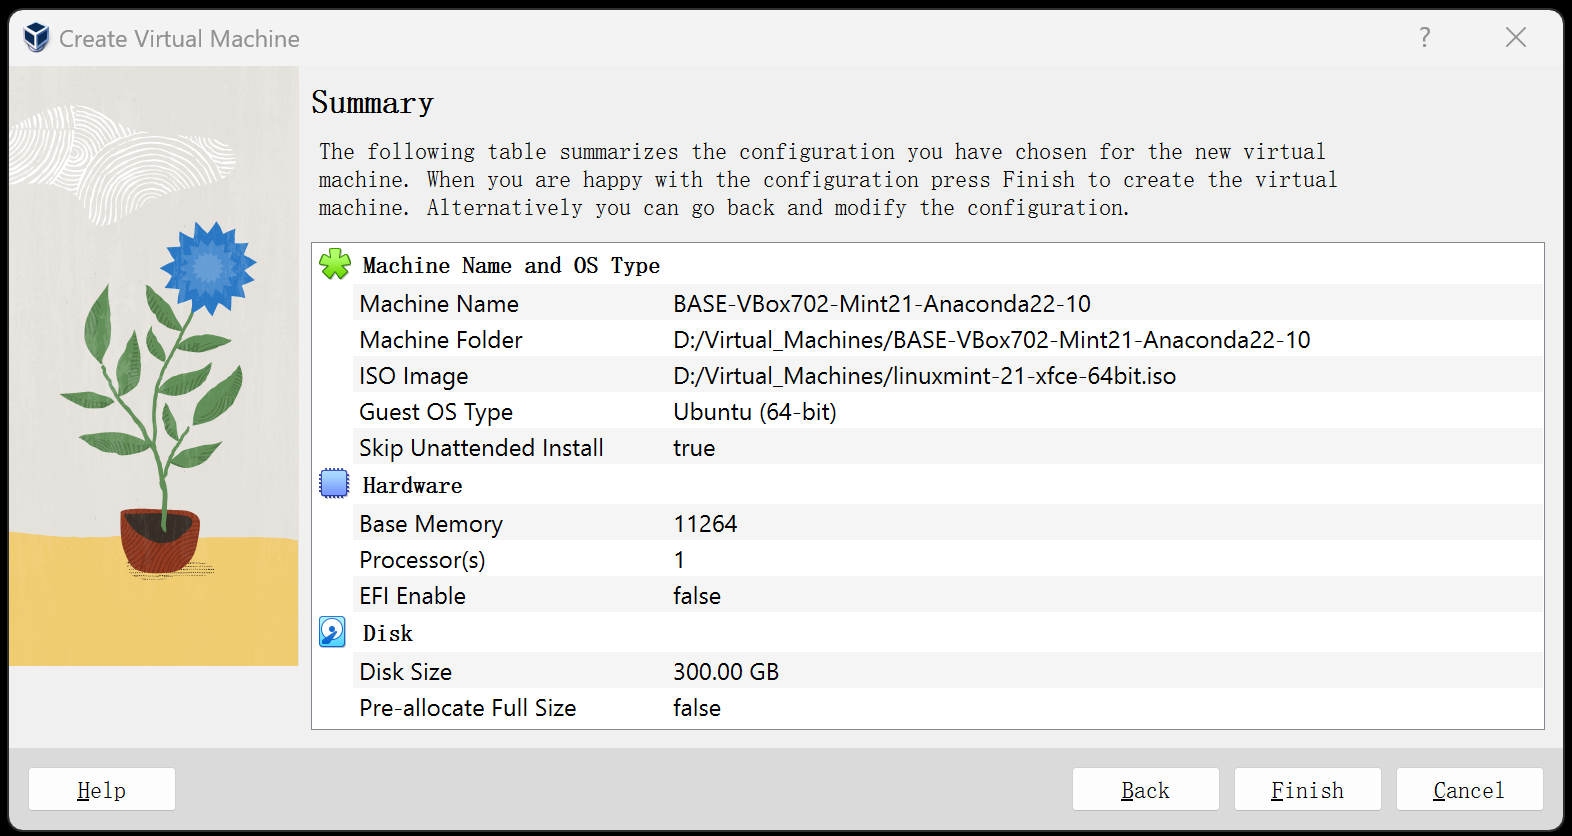 Create Virtual Machine
?
Summary
The following table summarizes the configuration you have chosen for the new virtual
machine. When you are happy with the configuration press Finish to create the virtual
machine. Alternatively you can go back and modify the configuration.
Machine Name and OS Type
Machine Name BASE-VBox702-Mint21-Anaconda22-10
Machine Folder D:/Virtual_Machines/BASE-VBox702-Mint21-Anaconda22-10
ISO Image D:/Virtual_Machines/linuxmint-21-xfce-64bit.iso
Guest OS Type Ubuntu (64-bit)
Skip Unattended Install true
Hardware
Base Memory 11264
Processor(s) 1
EFI Enable false
Disk
Disk Size 300.00 GB
Pre-allocate Full Size false
Help Back Finish Cancel